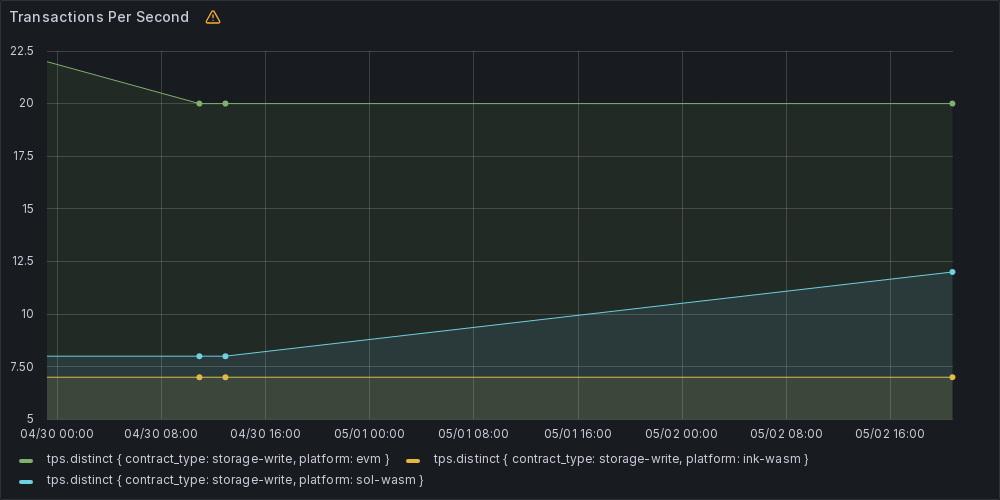 Transactions Per Second
22.5
20
17.5
15
12.5
10
7.50
5
04/30 00:00 04/30 08:00 04/30 16:00 05/01 00:00 05/01 08:00 05/01 16:00 05/02 00:00 05/02 08:00 05/02 16:00
tps.distinct { contract_type: storage-write, platform: evm } tps.distinct { contract_type: storage-write, platform: ink-wasm }
tps.distinct { contract_type: storage-write, platform: sol-wasm }